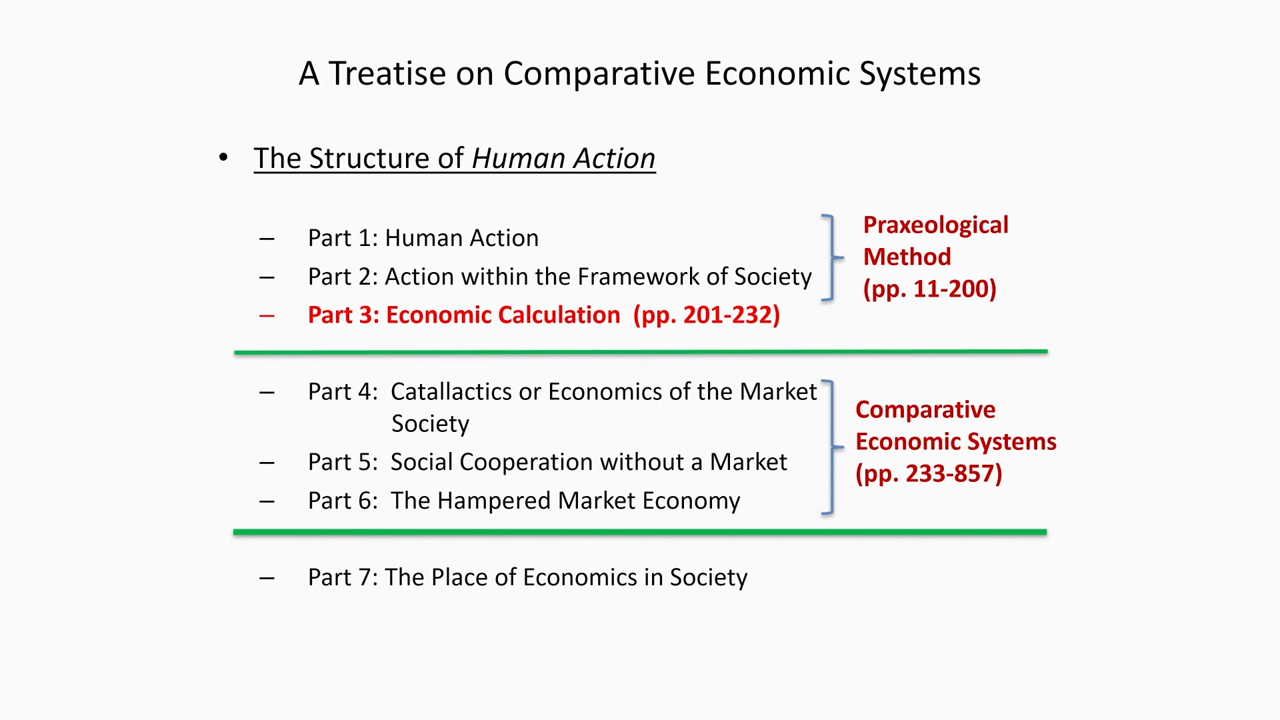 A Treatise on Comparative Economic Systems
• The Structure of Human Action
– Part 1: Human Action
– Part 2: Action within the Framework of Society
– Part 3: Economic Calculation (pp. 201-232)
Praxeological
Method
(pp. 11-200)
– Part 4: Catallactics or Economics of the Market
Society
– Part 5: Social Cooperation without a Market
– Part 6: The Hampered Market Economy
Comparative
Economic Systems
(pp. 233-857)
– Part 7: The Place of Economics in Society